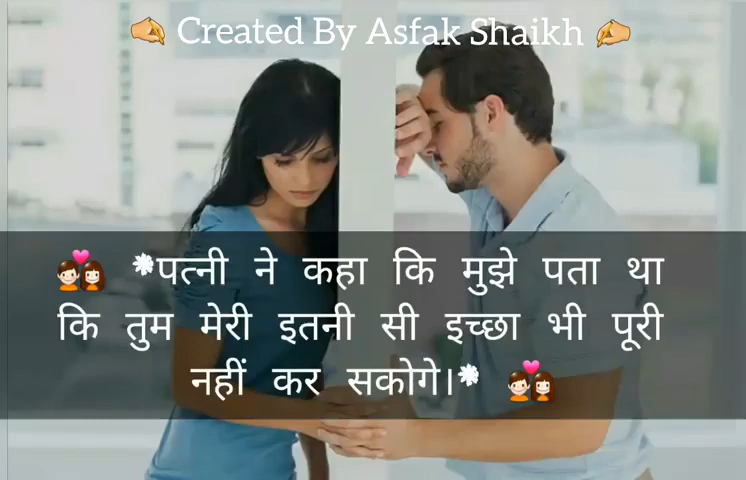 ✍ Created By Asfak Shaikh ✍
💑 *पत्नी ने कहा कि मुझे पता था
कि तुम मेरी इतनी सी इच्छा भी पूरी
नहीं कर सकोगे।* 💑